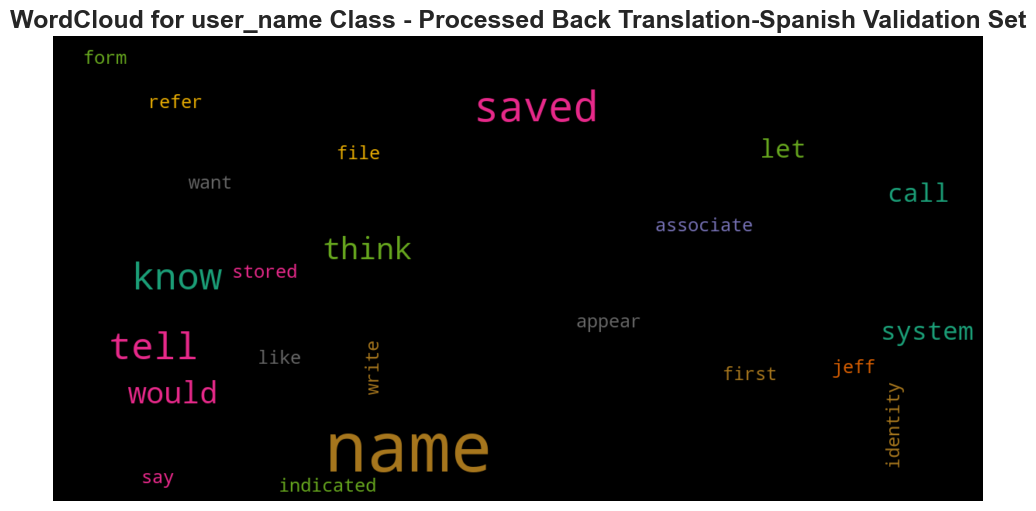 WordCloud for user_name Class - Processed Back Translation-Spanish Validation Set
form
refer
saved
file
let
want
call
associate
think
know
stored
appear
system
tell
like
write
first
jeff
would
identity
name
say
indicated